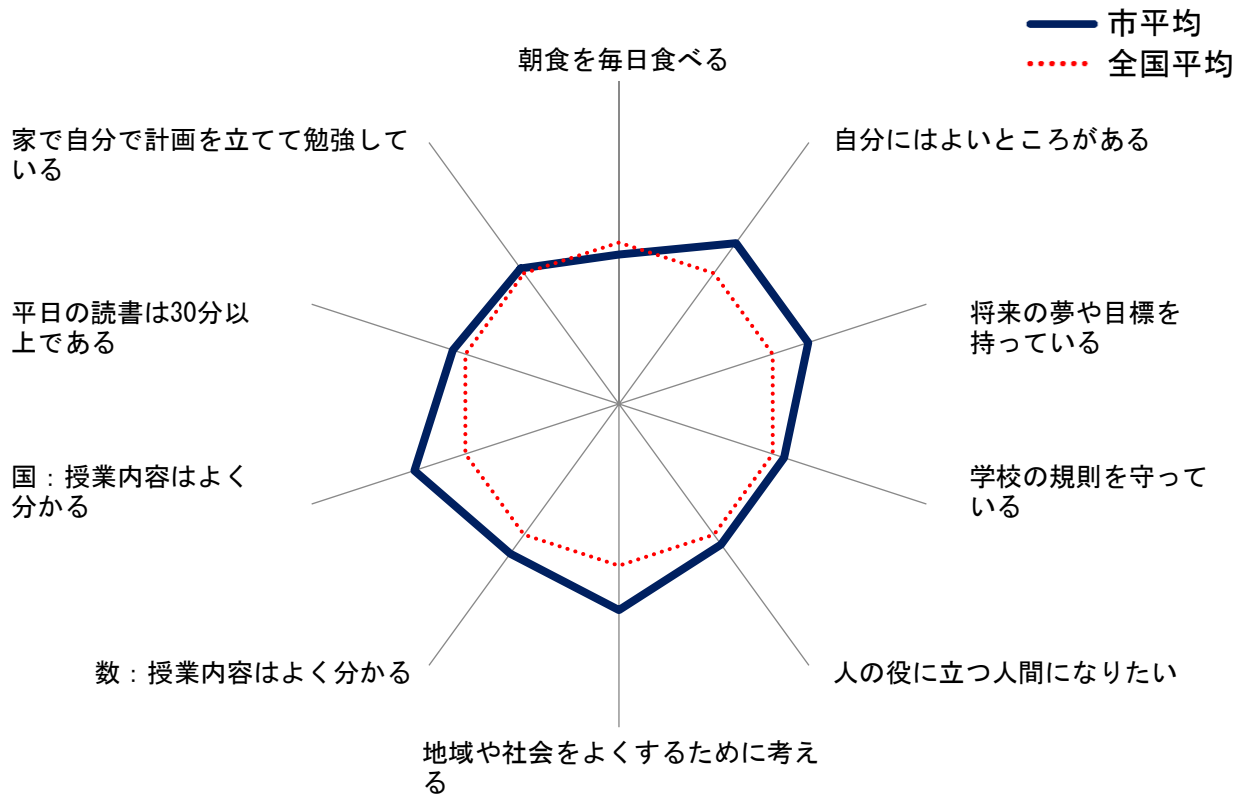 市平均
全国平均
朝食を毎日食べる
自分にはよいところがある
将来の夢や目標を
持っている
学校の規則を守って
いる
人の役に立つ人間になりたい
地域や社会をよくするために考え
る
数：授業内容はよく分かる
国：授業内容はよく
分かる
平日の読書は30分以
上である
家で自分で計画を立てて勉強して
いる